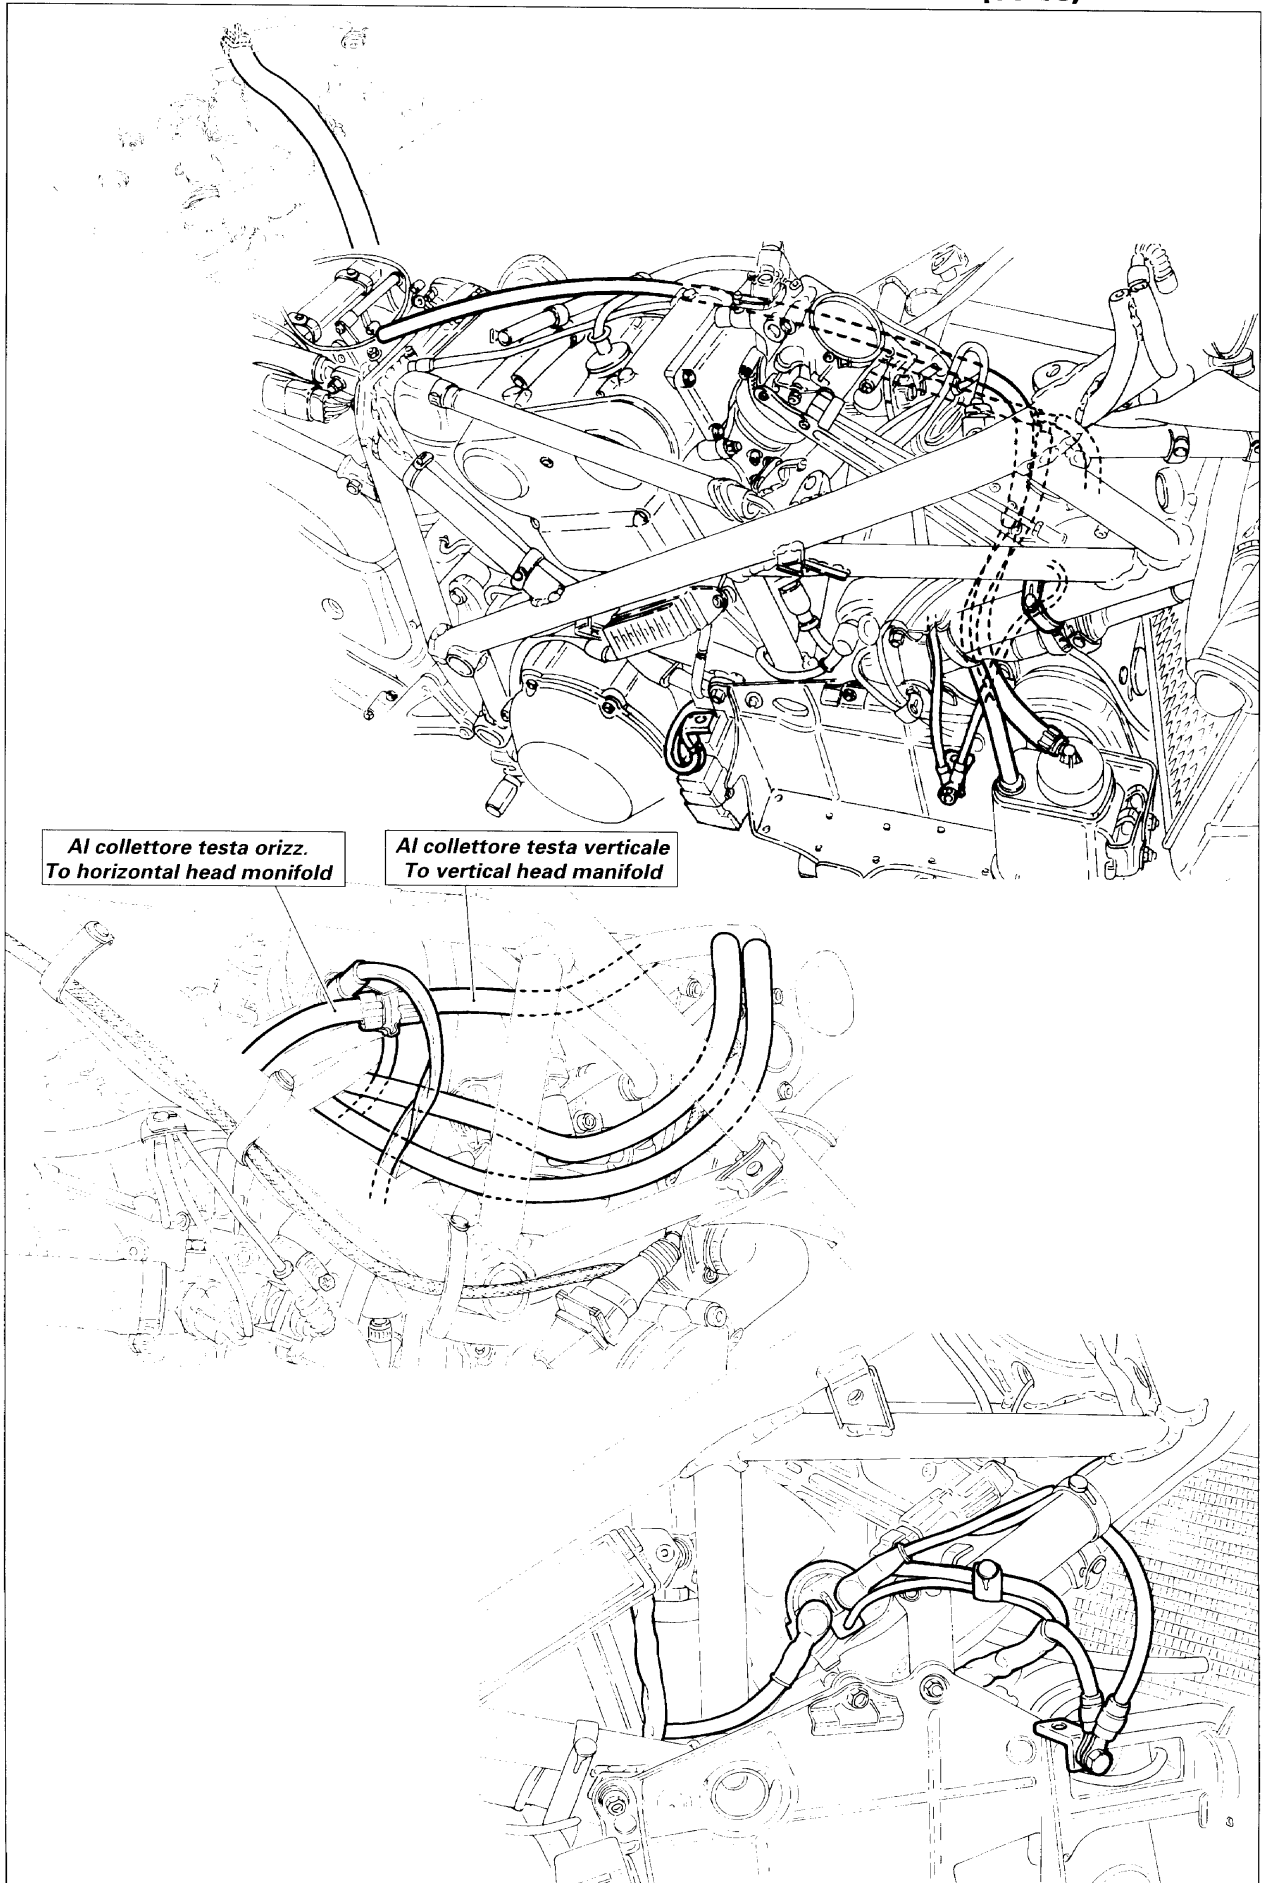 Al collettore testa orizz.
To horizontal head monifold
Al collettore testa verticale
To vertical head manifold